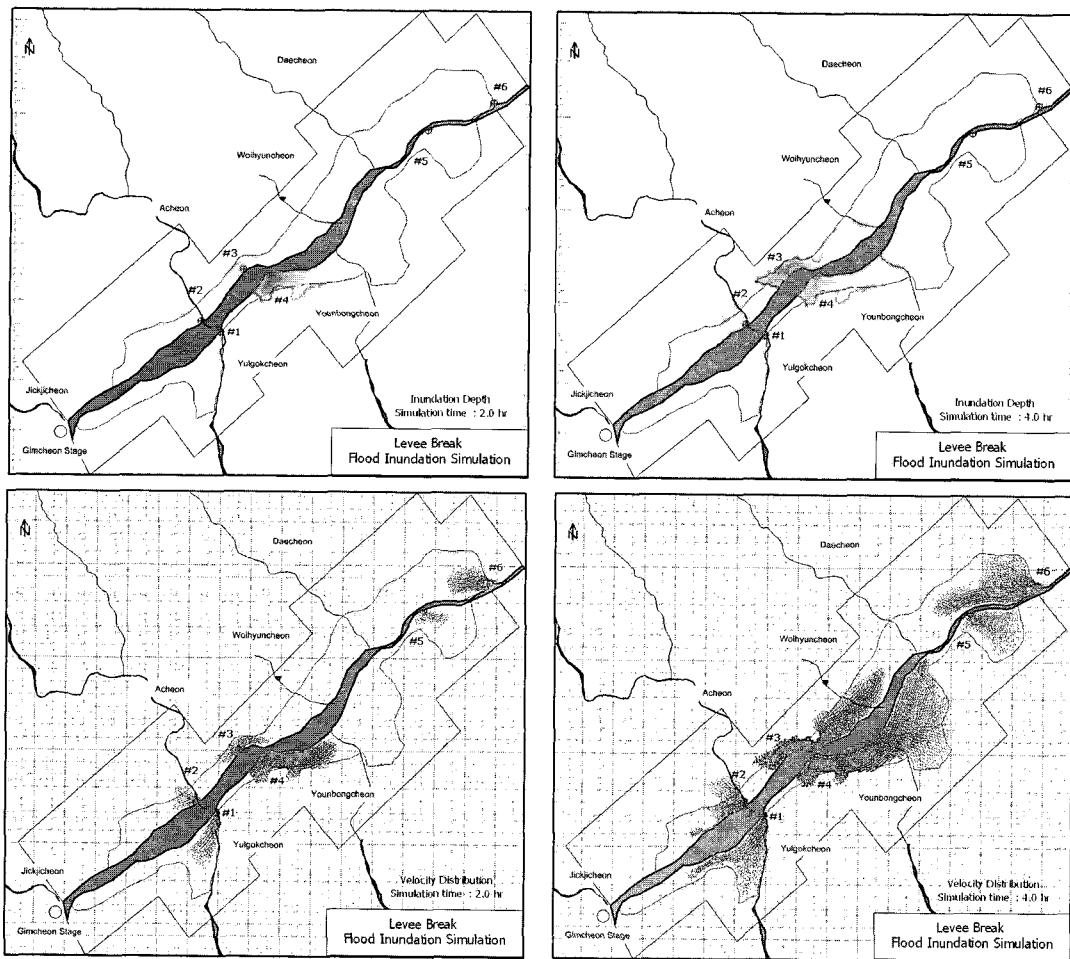 N
Daecheon
#6
Woihyuncheon
#5
Acheon
#3
#2
#4
Younbongcheon
#1
Yulgokcheon
Jickjicheon
Inundation Depth
Simulation time : 2.0 hr
Gimcheon Stage
Levee Break
Flood Inundation Simulation
N
Daecheon
#6
Woihyuncheon
#5
Acheon
#3
#2
#4
Younbongcheon
#1
Yulgokcheon
Jickjicheon
Inundation Depth
Simulation time : 4.0 hr
Gimcheon Stage
Levee Break
Flood Inundation Simulation
N
Daecheon
#6
Woihyuncheon
#5
Acheon
#3
#2
#4
Younbongcheon
#1
Yulgokcheon
Jickjicheon
Velocity Distribution
Simulation time : 2.0 hr
Gimcheon Stage
Levee Break
Flood Inundation Simulation
N
Daecheon
#6
Woihyuncheon
#5
Acheon
#3
#2
#4
Younbongcheon
#1
Yulgokcheon
Jickjicheon
Velocity Distribution
Simulation time : 4.0 hr
Gimcheon Stage
Levee Break
Flood Inundation Simulation